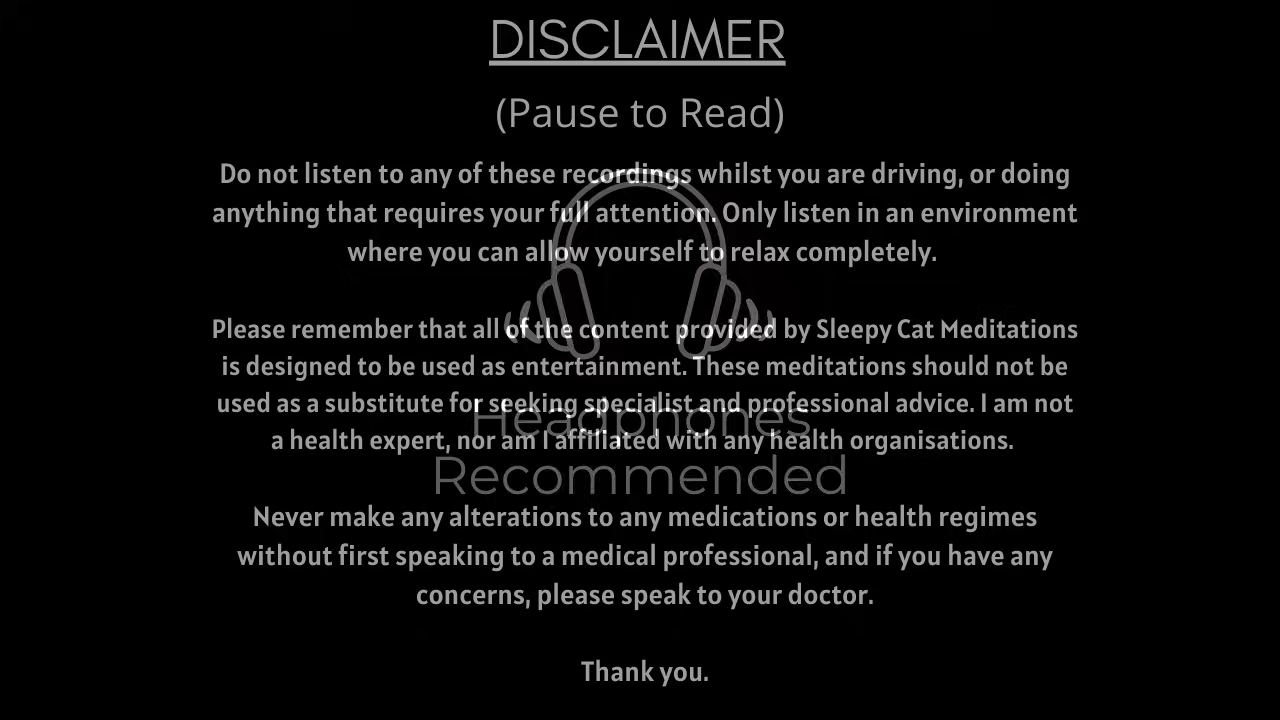 DISCLAIMER
(Pause to Read)
Do not listen to any of these recordings whilst you are driving, or doing
anything that requires your full attention. Only listen in an environment
where you can allow yourself to relax completely.
Please remember that all of the content provided by Sleepy Cat Meditations
is designed to be used as entertainment. These meditations should not be
used as a substitute for seeking specialist and professional advice. I am not
a health expert, nor am I affiliated with any health organisations.
Headphones
Recommended
Never make any alterations to any medications or health regimes
without first speaking to a medical professional, and if you have any
concerns, please speak to your doctor.
Thank you.